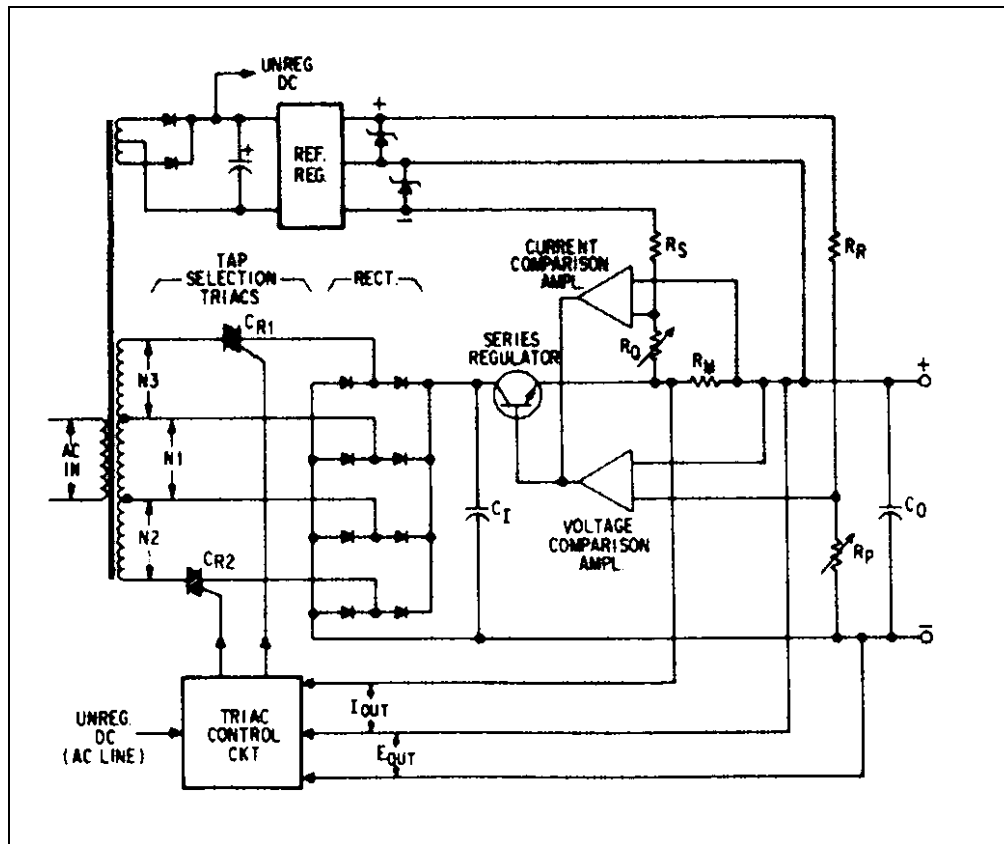 UNREG
DC
+
+
REF.
REG.
−
RS
RR
CURRENT
COMPARISON
AMPL.
TAP
SELECTION
TRIACS
RECT.
CR1
SERIES
REGULATOR
RQ
RM
+
N3
AC
IN
N1
N2
CI
VOLTAGE
COMPARISON
AMPL.
CO
RP
CR2
−
TRIAC
CONTROL
CKT
UNREG.
DC
(AC LINE)
IOUT
EOUT